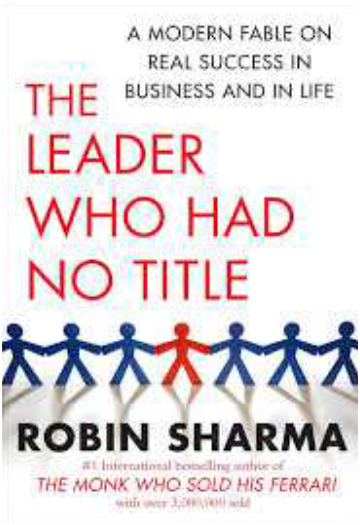 A MODERN FABLE ON
REAL SUCCESS IN
BUSINESS AND IN LIFE
THE
LEADER
WHO HAD
NO TITLE
ROBIN SHARMA
#1 International bestselling author of
THE MONK WHO SOLD HIS FERRARI
with over 3,000,000 sold